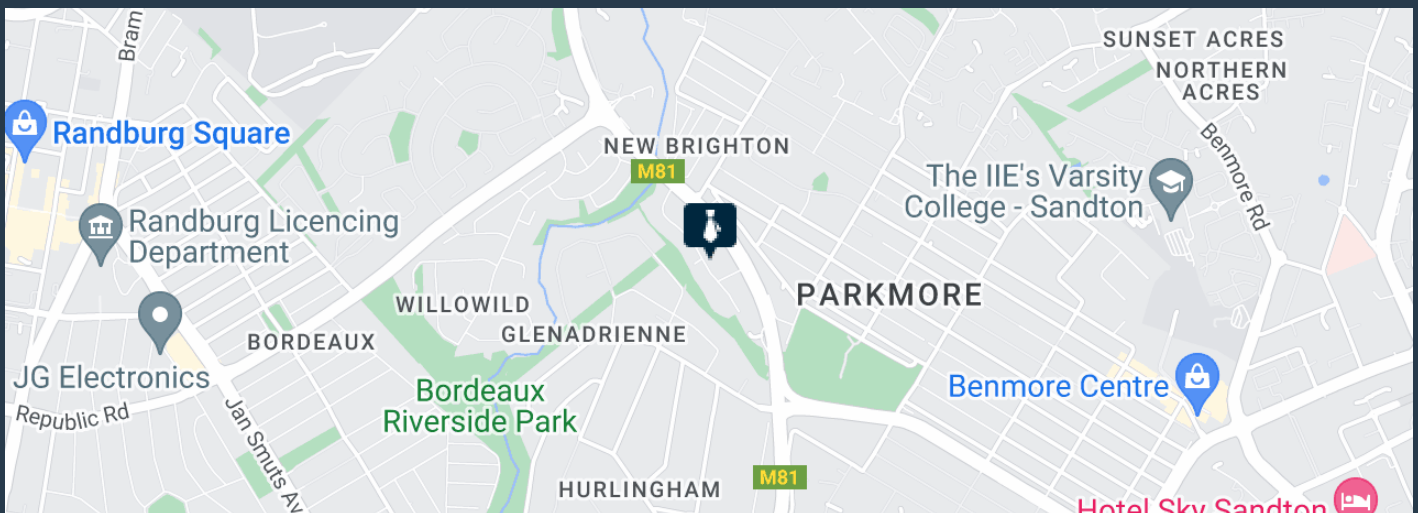 Bram
SUNSET ACRES
NORTHERN
ACRES
Randburg Square
NEW BRIGHTON
M81
Benmore Rd
The IIE's Varsity
College - Sandton
Randburg Licencing
Department
PARKMORE
WILLOWILD
GLENADRIENNE
BORDEAUX
JG Electronics
Republic Rd
Jan Smuts Av
Bordeaux
Riverside Park
Benmore Centre
M81
HURLINGHAM
Hotel Sky Sandton